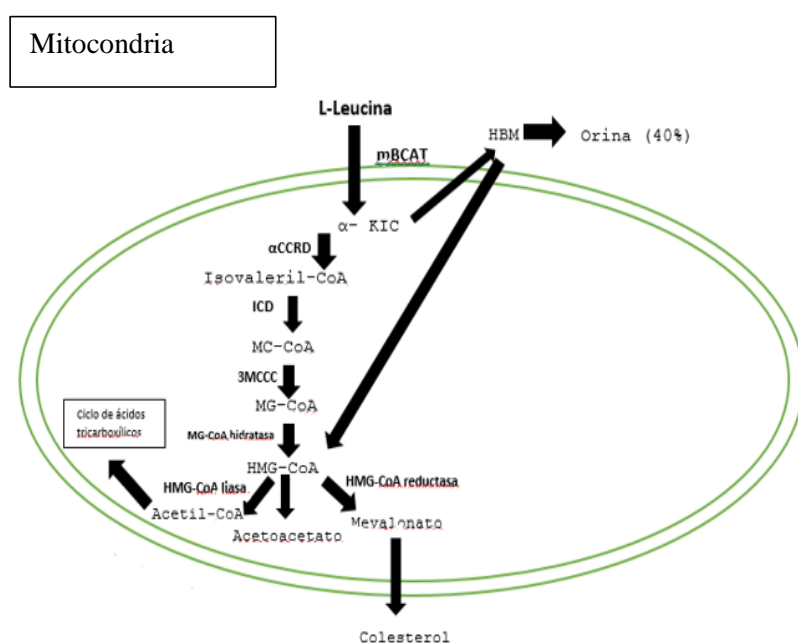 Mitocondria
L-Leucina
HBM
Orina (40%)
mBCAT
α- KIC
αCCRD
Isovaleril-CoA
ICD
MC-CoA
3MCCC
MG-CoA
Ciclo de ácidos
tricarboxílicos
MG-CoA hidratasa
HMG-CoA
HMG-CoA liasa
HMG-CoA reductasa
Acetil-CoA
Acetoacetato
Mevalonato
Colesterol